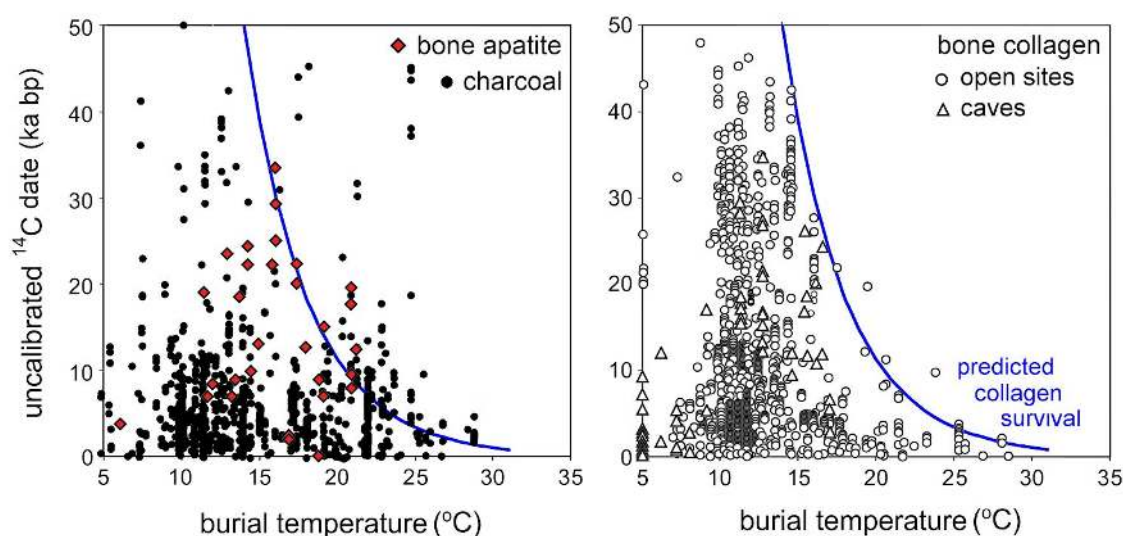 50
40
30
20
10
0
uncalibrated ¹⁴C date (ka bp)
bone apatite
charcoal
5 10 15 20 25 30 35
burial temperature (°C)
50
40
30
20
10
0
bone collagen
open sites
caves
predicted
collagen
survival
5 10 15 20 25 30 35
burial temperature (°C)